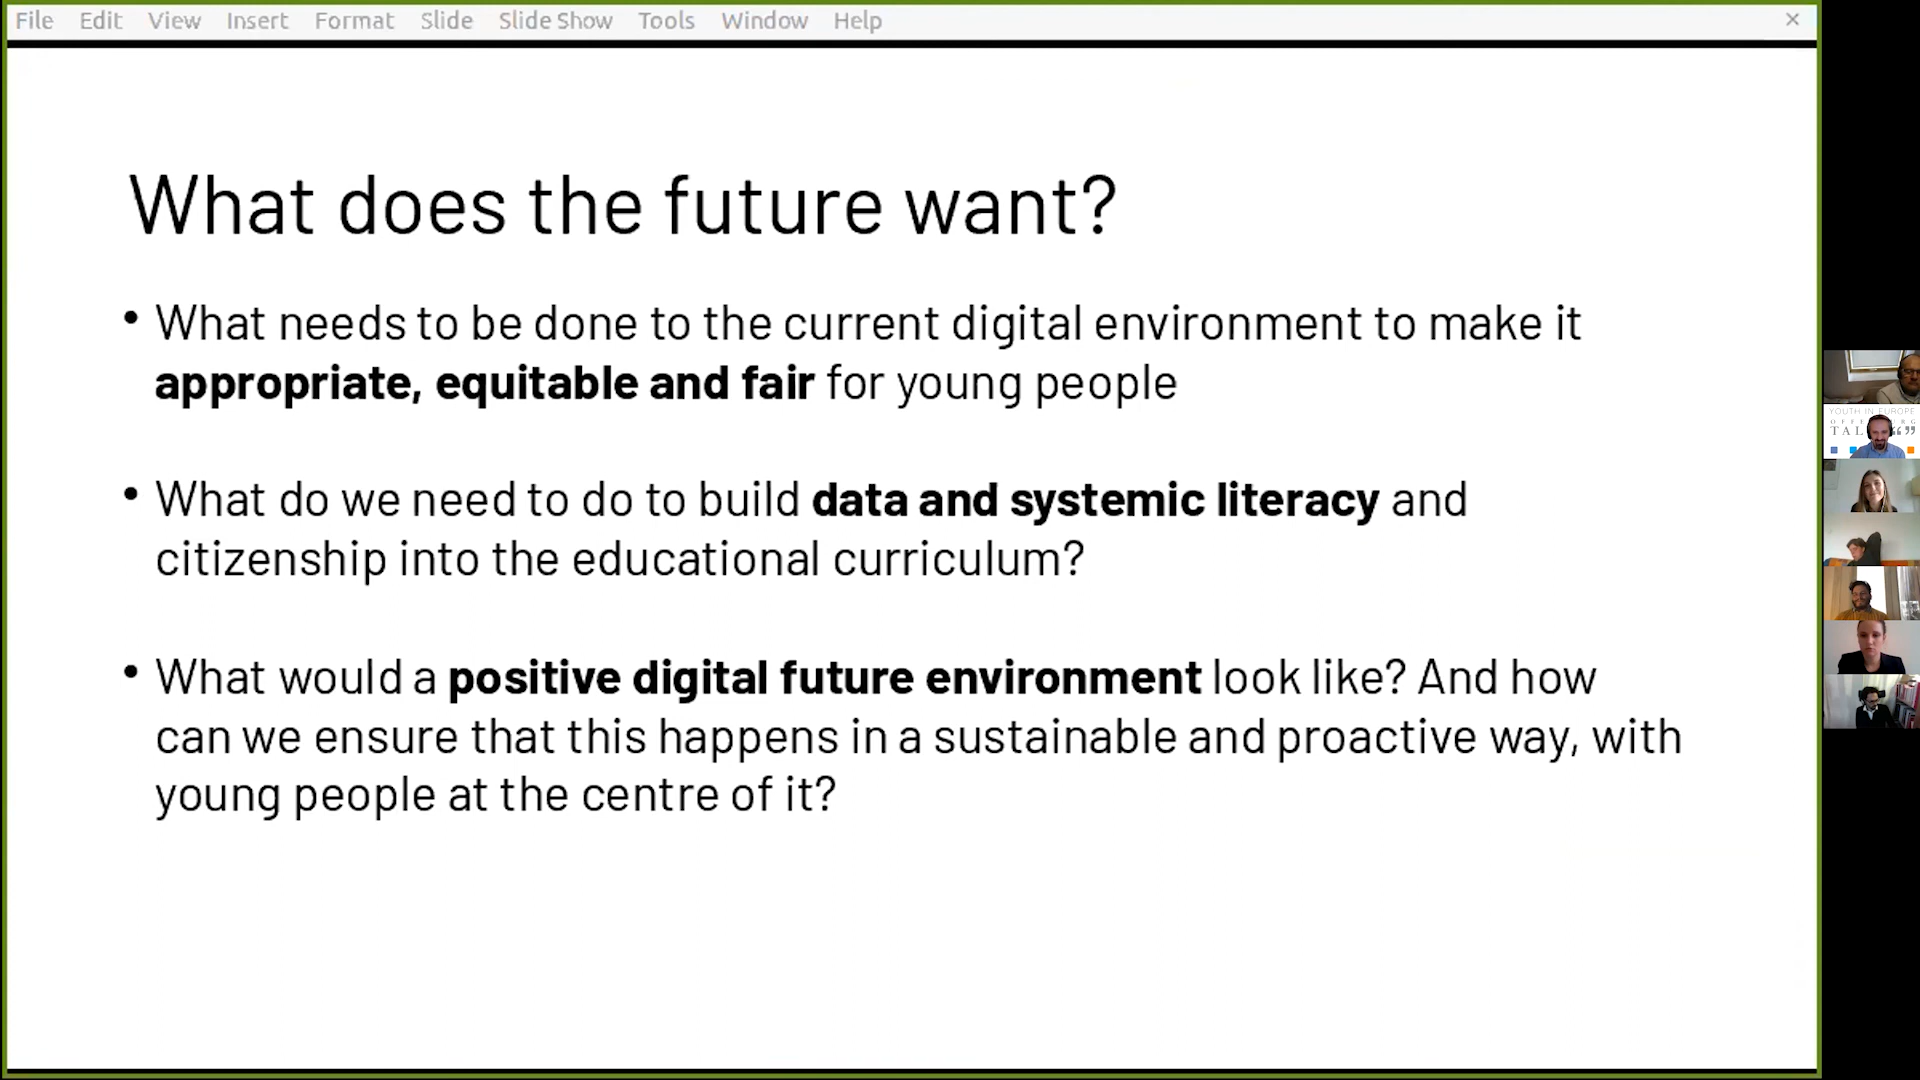 File Edit View Insert Format Slide Slide Show Tools Window Help
What does the future want?
• What needs to be done to the current digital environment to make it
appropriate, equitable and fair for young people
• What do we need to do to build data and systemic literacy and
citizenship into the educational curriculum?
• What would a positive digital future environment look like? And how
can we ensure that this happens in a sustainable and proactive way, with
young people at the centre of it?
YOUTH IN EUROPE